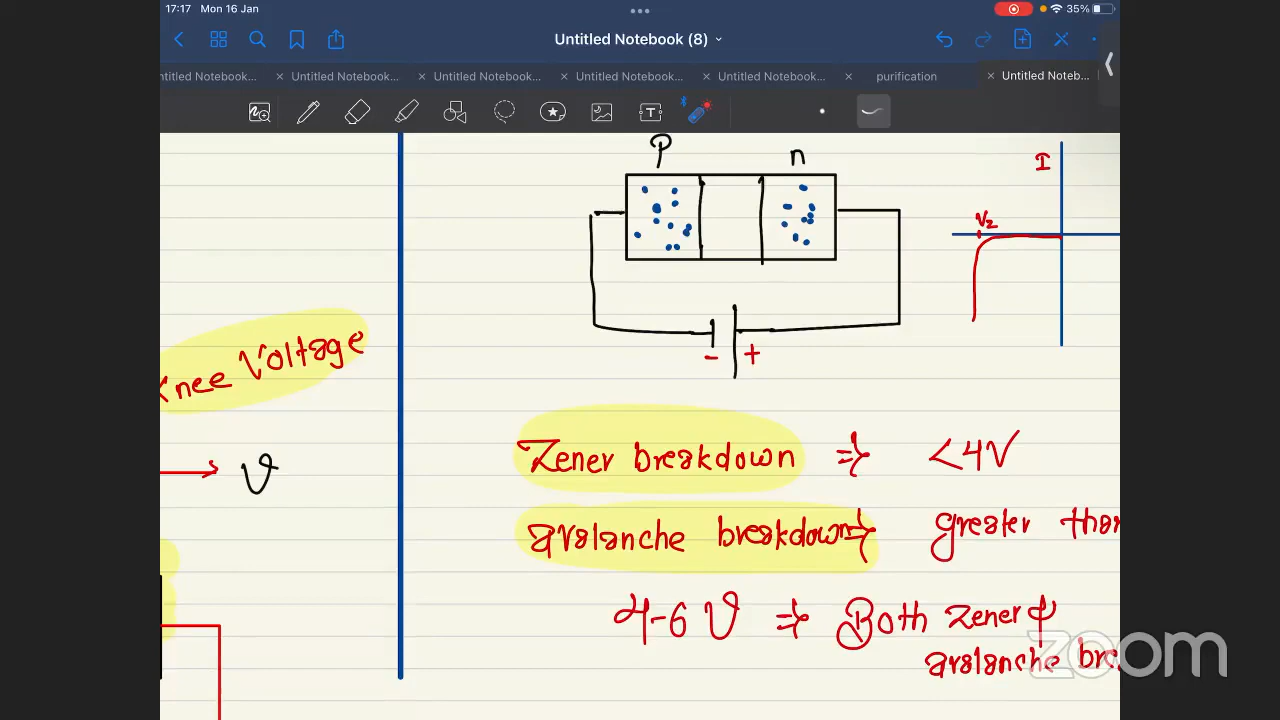 17:17 Mon 16 Jan
35%
Untitled Notebook (8)
ntitled Notebook... Untitled Notebook... Untitled Notebook... Untitled Notebook... Untitled Notebook... purification Untitled Noteb...
T
P n
I
Vz
- +
Knee Voltage
V
Zener breakdown ⇒ <4V
avalanche breakdown ⇒ greater than
4-6 V ⇒ Both zener &
avalanche bre
zoom